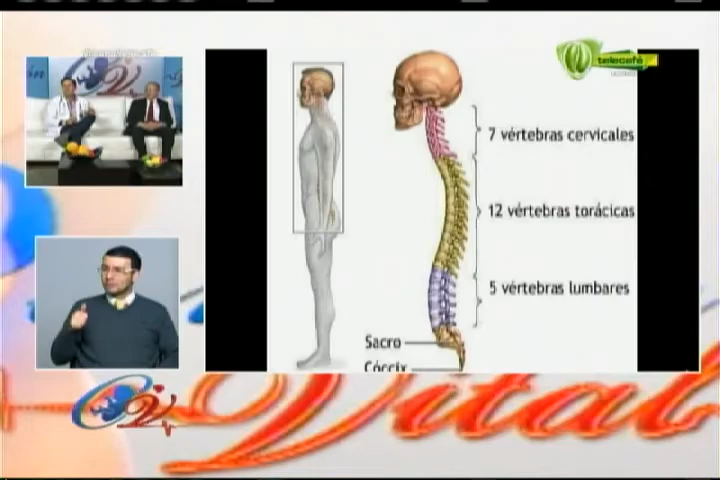 telecafé
7 vértebras cervicales
12 vértebras torácicas
5 vértebras lumbares
Sacro
Cóccix
Vital